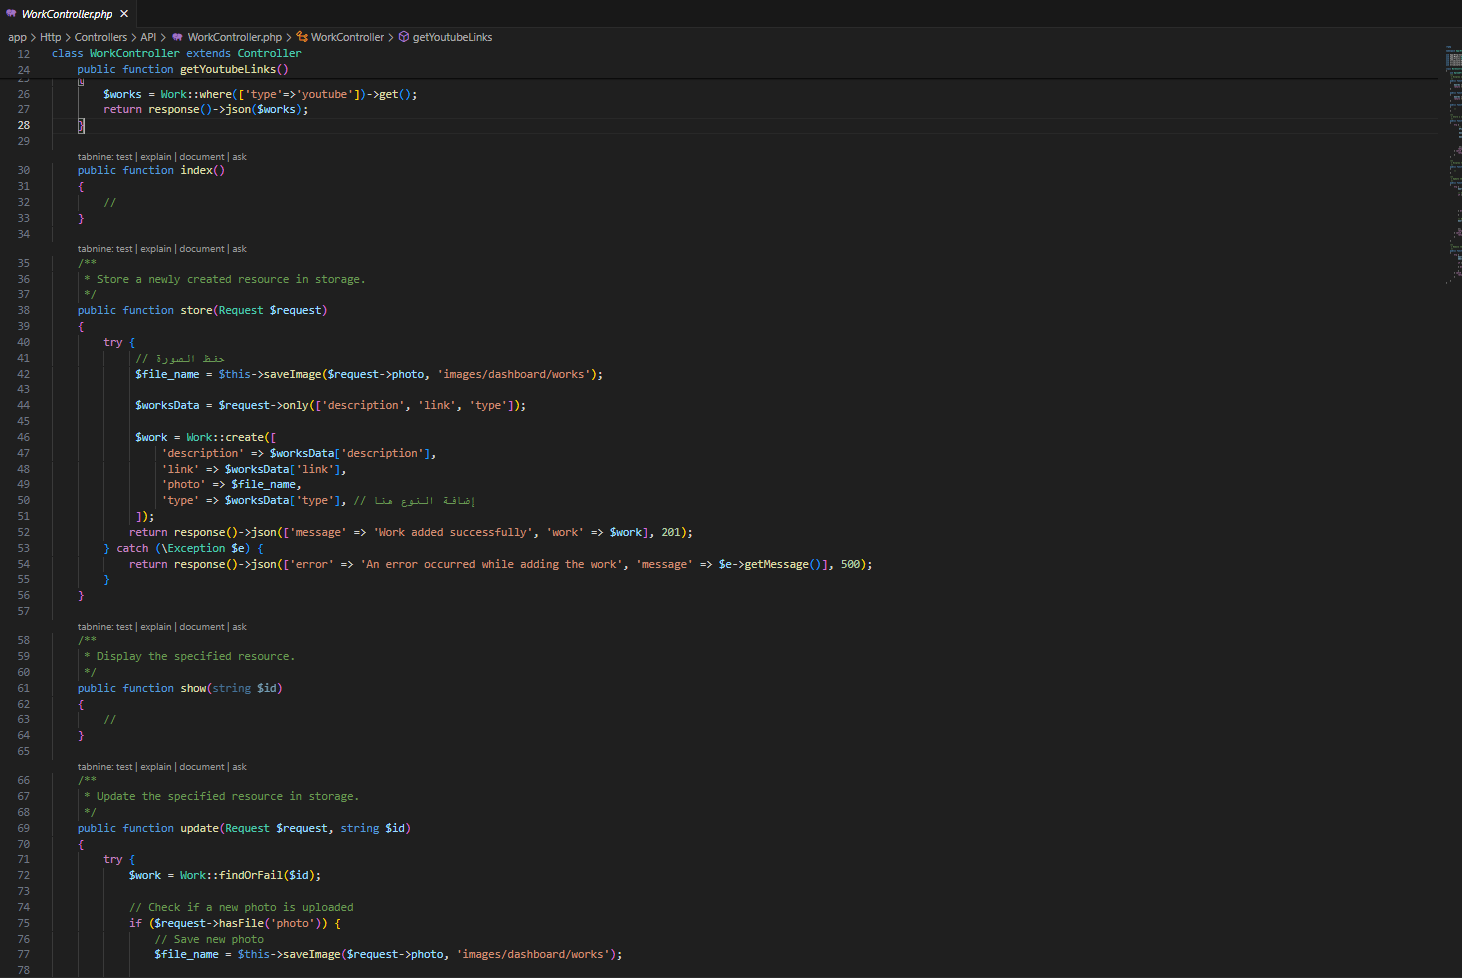 WorkController.php ×
app > Http > Controllers > API > WorkController.php > WorkController > getYoutubeLinks
12 class WorkController extends Controller
24 public function getYoutubeLinks()
25 {
26 $works = Work::where(['type'=>'youtube'])->get();
27 return response()->json($works);
28 }
29
tabnine: test | explain | document | ask
30 public function index()
31 {
32 //
33 }
34
tabnine: test | explain | document | ask
35 /**
36 * Store a newly created resource in storage.
37 */
38 public function store(Request $request)
39 {
40 try {
41 // حفظ الصورة
42 $file_name = $this->saveImage($request->photo, 'images/dashboard/works');
43
44 $worksData = $request->only(['description', 'link', 'type']);
45
46 $work = Work::create([
47 'description' => $worksData['description'],
48 'link' => $worksData['link'],
49 'photo' => $file_name,
50 'type' => $worksData['type'], // إضافة النوع هنا
51 ]);
52 return response()->json(['message' => 'Work added successfully', 'work' => $work], 201);
53 } catch (\Exception $e) {
54 return response()->json(['error' => 'An error occurred while adding the work', 'message' => $e->getMessage()], 500);
55 }
56 }
57
tabnine: test | explain | document | ask
58 /**
59 * Display the specified resource.
60 */
61 public function show(string $id)
62 {
63 //
64 }
65
tabnine: test | explain | document | ask
66 /**
67 * Update the specified resource in storage.
68 */
69 public function update(Request $request, string $id)
70 {
71 try {
72 $work = Work::findOrFail($id);
73
74 // Check if a new photo is uploaded
75 if ($request->hasFile('photo')) {
76 // Save new photo
77 $file_name = $this->saveImage($request->photo, 'images/dashboard/works');
78